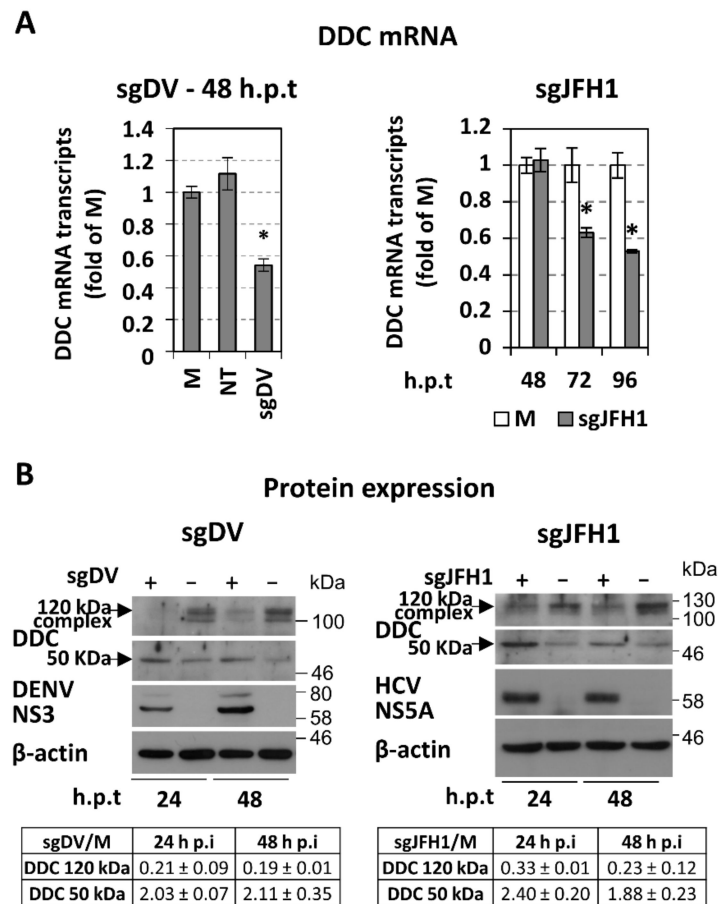 A
DDC mRNA
sgDV - 48 h.p.t
DDC mRNA transcripts
(fold of M)
1.4
1.2
1
0.8
0.6
0.4
0.2
0
*
M
NT
sgDV
sgJFH1
DDC mRNA transcripts
(fold of M)
1.2
1
0.8
0.6
0.4
0.2
0
*
*
h.p.t 48 72 96
M sgJFH1
B
Protein expression
sgDV
sgDV + − + − kDa
120 kDa
complex
100
DDC
50 KDa
46
DENV
NS3
80
58
46
β-actin
h.p.t 24 48
sgDV/M 24 h p.i 48 h p.i
DDC 120 kDa 0.21 ± 0.09 0.19 ± 0.01
DDC 50 kDa 2.03 ± 0.07 2.11 ± 0.35
sgJFH1
sgJFH1 + − + − kDa
120 kDa
complex
130
100
DDC
50 KDa
46
HCV
NS5A
58
46
β-actin
h.p.t 24 48
sgJFH1/M 24 h p.i 48 h p.i
DDC 120 kDa 0.33 ± 0.01 0.23 ± 0.12
DDC 50 kDa 2.40 ± 0.20 1.88 ± 0.23